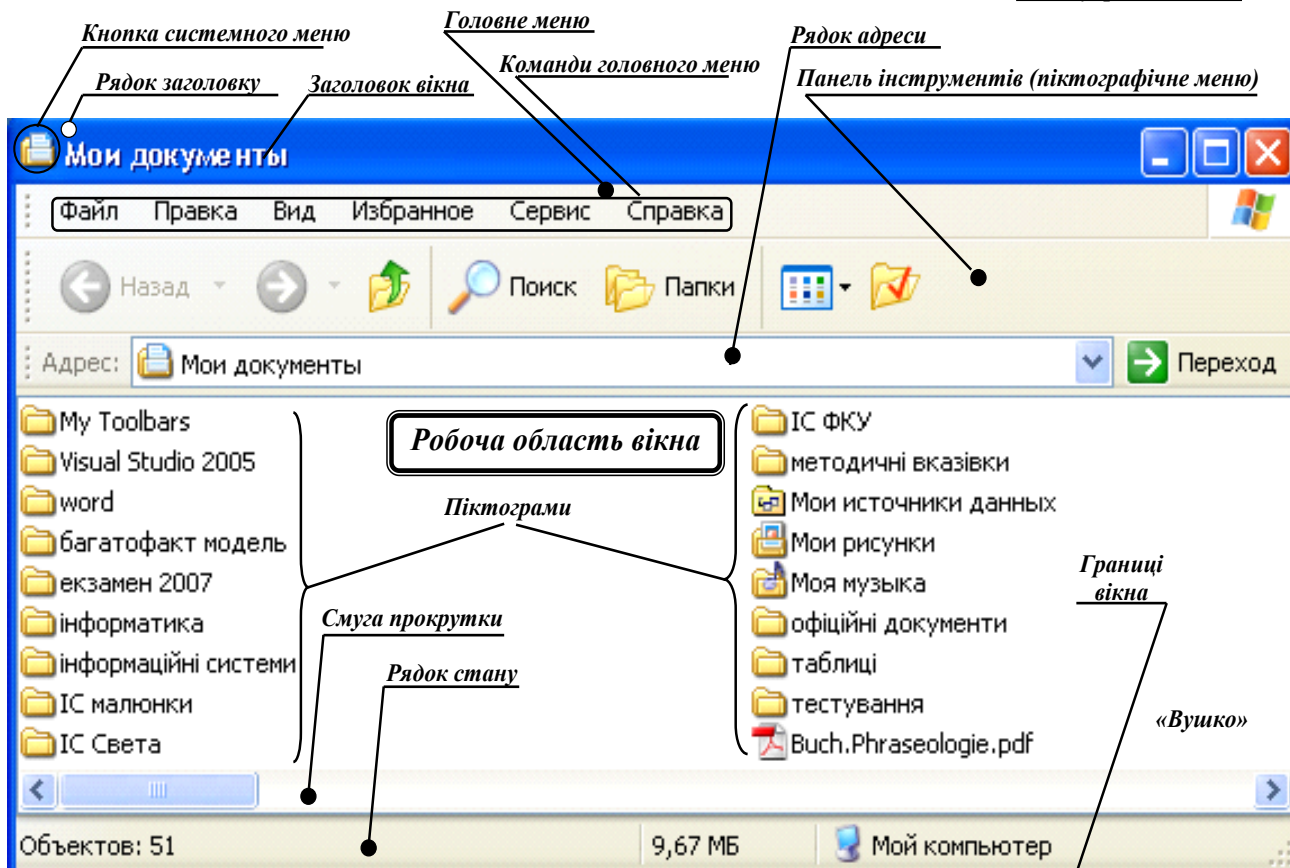 Кнопка системного меню
Головне меню
Рядок адреси
Команди головного меню
Рядок заголовку
Заголовок вікна
Панель інструментів (піктографічне меню)
Мои документы
Файл Правка Вид Избранное Сервис Справка
Назад Поиск Папки
Адрес: Мои документы Переход
My Toolbars
Visual Studio 2005
word
багатофакт модель
екзамен 2007
інформатика
інформаційні системи
ІС малюнки
ІС Света
Робоча область вікна
Піктограми
Смуга прокрутки
Рядок стану
ІС ФКУ
методичні вказівки
Мои источники данных
Мои рисунки
Моя музыка
офіційні документи
таблиці
тестування
Buch.Phraseologie.pdf
Границі
вікна
«Вушко»
Объектов: 51 9,67 МБ Мой компьютер